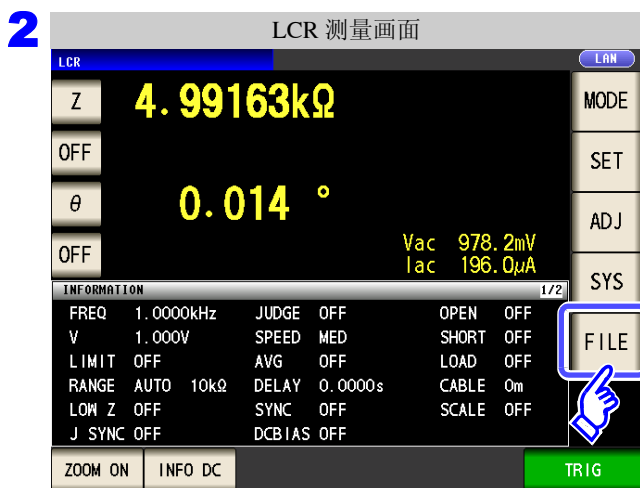 2
LCR 测量画面
LCR
LAN
Z 4.99163kΩ
MODE
OFF
SET
θ 0.014 °
ADJ
OFF
Vac 978.2mV
Iac 196.0μA
SYS
INFORMATION 1/2
FREQ 1.0000kHz JUDGE OFF OPEN OFF
V 1.000V SPEED MED SHORT OFF
FILE
LIMIT OFF AVG OFF LOAD OFF
RANGE AUTO 10kΩ DELAY 0.0000s CABLE 0m
LOW Z OFF SYNC OFF SCALE OFF
J SYNC OFF DCBIAS OFF
ZOOM ON INFO DC TRIG